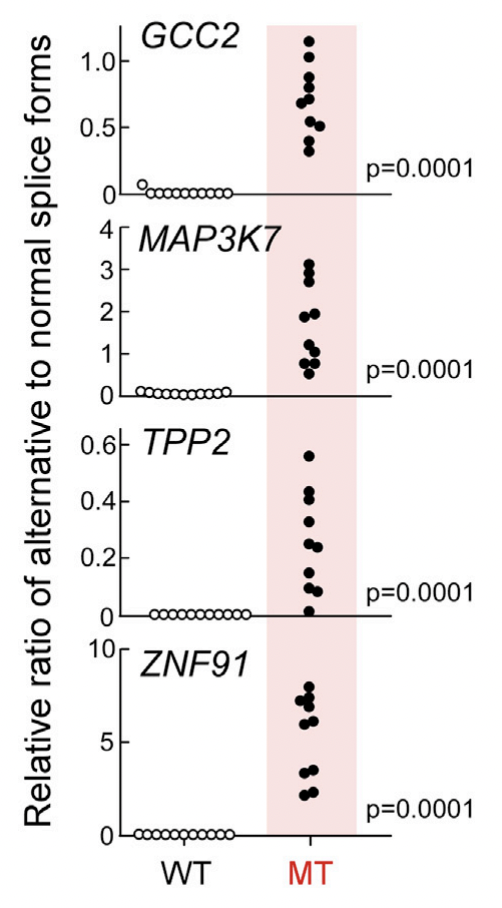 Relative ratio of alternative to normal splice forms
GCC2
1.0
0.5
0
p=0.0001
MAP3K7
4
3
2
1
0
p=0.0001
TPP2
0.6
0.4
0.2
0
p=0.0001
ZNF91
10
5
0
p=0.0001
WT
MT